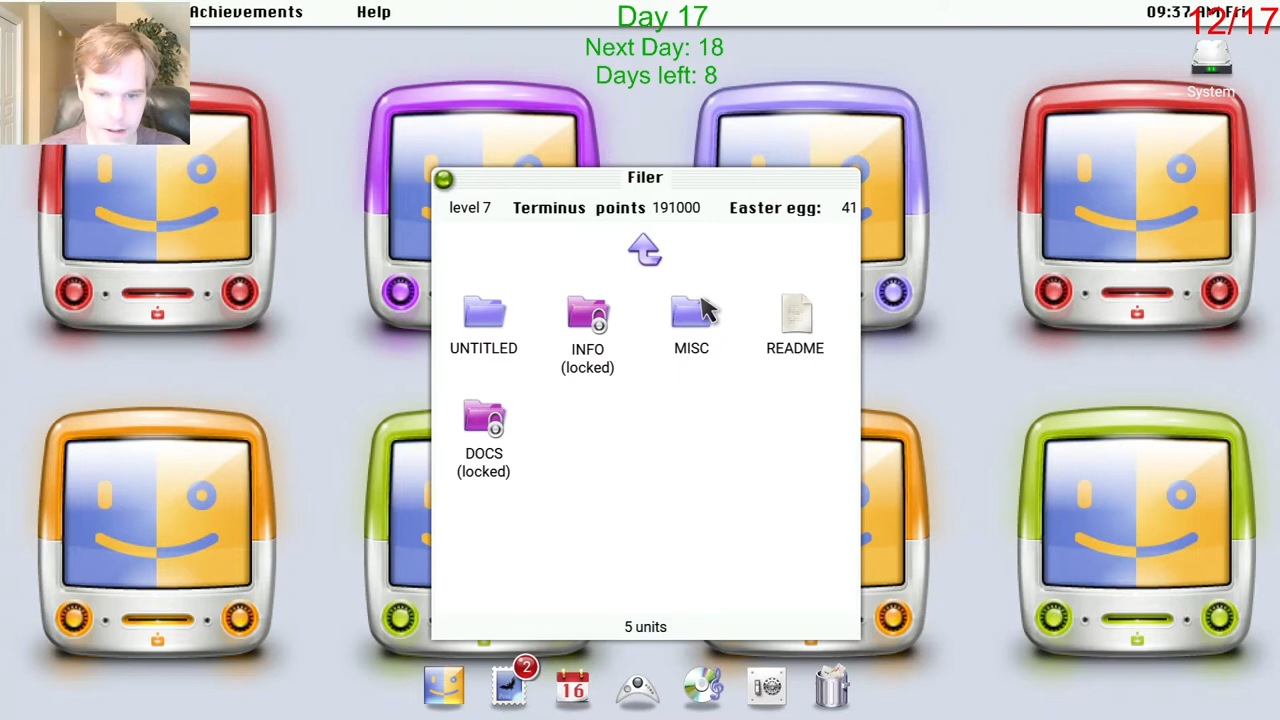 Achievements Help
09:37 AM Fri
12/17
Day 17
Next Day: 18
Days left: 8
System
Filer
level 7 Terminus points 191000 Easter egg: 41
UNTITLED
INFO
(locked)
MISC
README
DOCS
(locked)
5 units
2
16